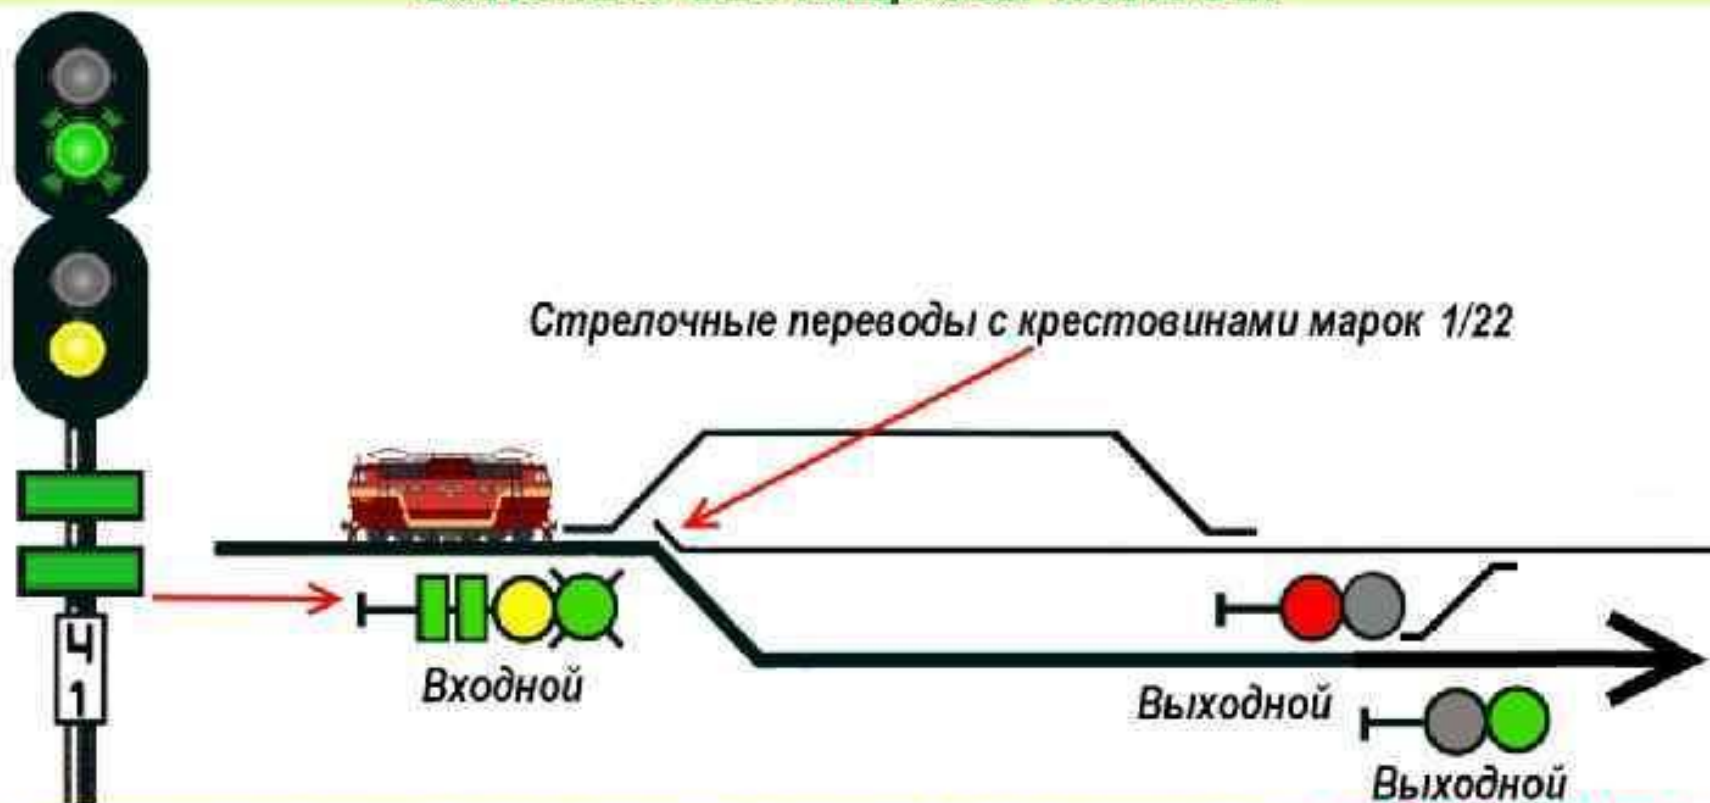 Стрелочные переводы с крестовинами марок 1/22
Ч
1
Входной
Выходной
Выходной